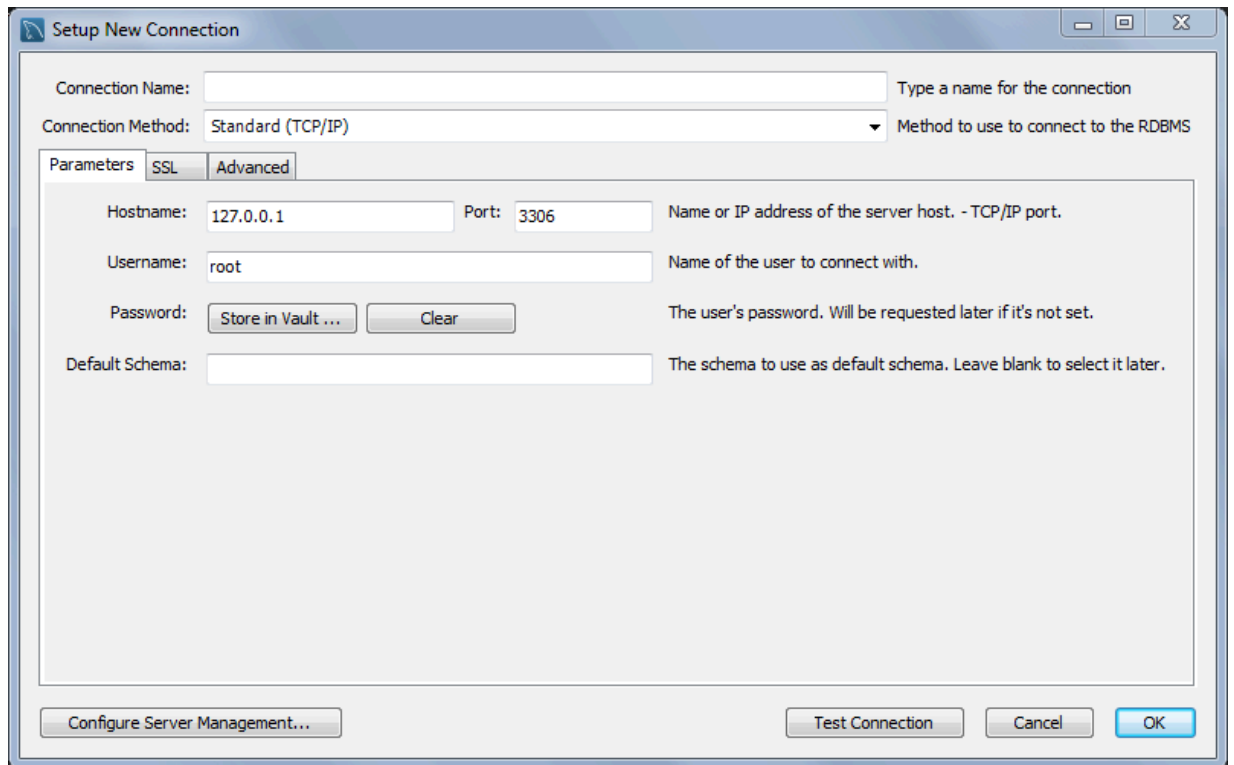 Setup New Connection
Connection Name: Type a name for the connection
Connection Method: Standard (TCP/IP) Method to use to connect to the RDBMS
Parameters SSL Advanced
Hostname: 127.0.0.1 Port: 3306 Name or IP address of the server host. - TCP/IP port.
Username: root Name of the user to connect with.
Password: Store in Vault ... Clear The user's password. Will be requested later if it's not set.
Default Schema: The schema to use as default schema. Leave blank to select it later.
Configure Server Management... Test Connection Cancel OK